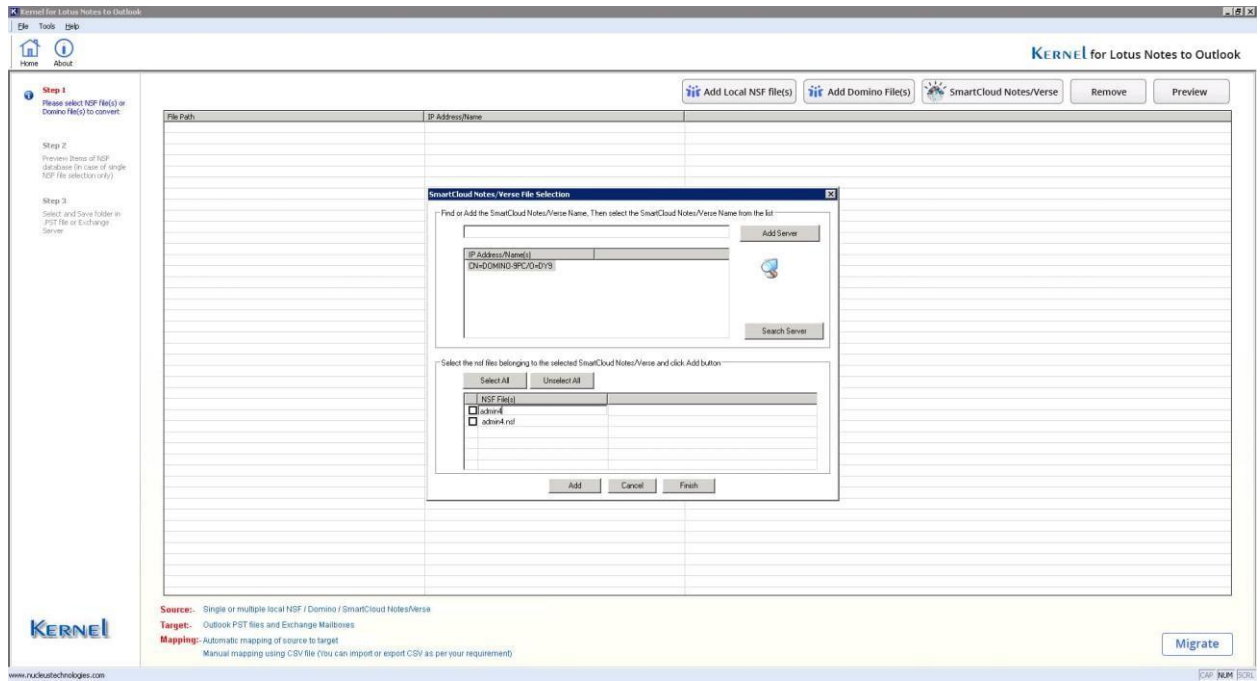 Kernel for Lotus Notes to Outlook
File Tools Help
Home About
KERNEL for Lotus Notes to Outlook
Step 1
Please select NSF file(s) or
Domino file(s) to convert
Step 2
Preview Items of NSF
database (in case of single
NSF file selection only)
Step 3
Select and Save folder in
.PST file or Exchange
Server
Add Local NSF file(s) Add Domino File(s) SmartCloud Notes/Verse Remove Preview
File Path IP Address/Name
SmartCloud Notes/Verse File Selection
Find or Add the SmartCloud Notes/Verse Name, Then select the SmartCloud Notes/Verse Name from the list
Add Server
IP Address/Name(s)
CN=DOMINO-9PC/O=DY9
Search Server
Select the nsf files belonging to the selected SmartCloud Notes/Verse and click Add button
Select All Unselect All
NSF File(s)
admin4
admin4.nsf
Add Cancel Finish
Source:- Single or multiple local NSF / Domino / SmartCloud Notes/Verse
Target:- Outlook PST files and Exchange Mailboxes
Mapping:- Automatic mapping of source to target
Manual mapping using CSV file (You can import or export CSV as per your requirement)
KERNEL
Migrate
www.nucleustechnologies.com
CAP NUM SCRL